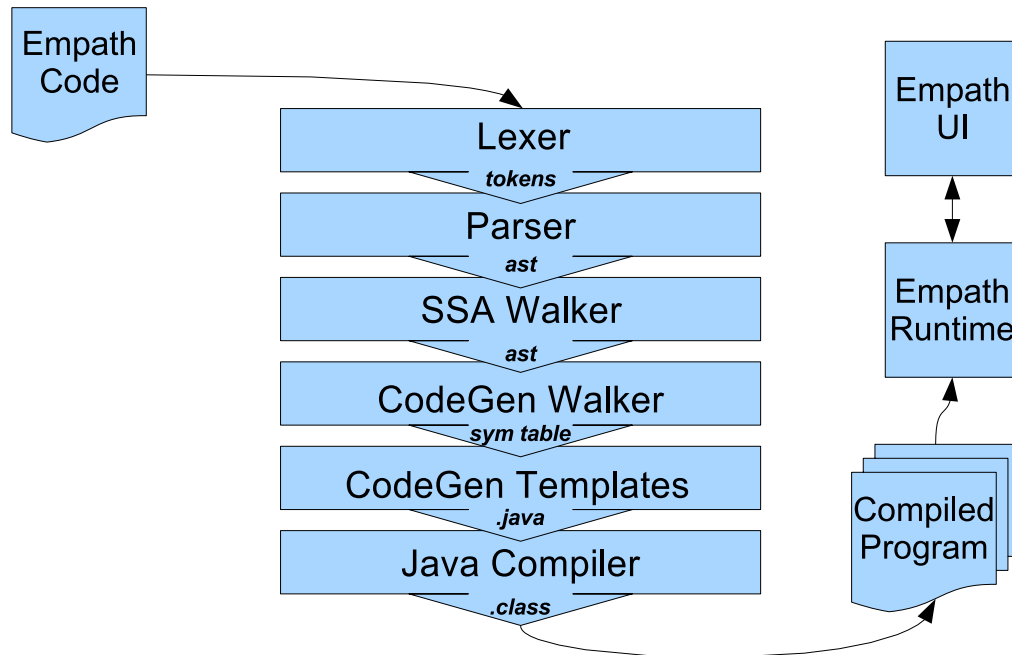 Empath
Code
Lexer
tokens
Parser
ast
SSA Walker
ast
CodeGen Walker
sym table
CodeGen Templates
.java
Java Compiler
.class
Empath
UI
Empath
Runtime
Compiled
Program